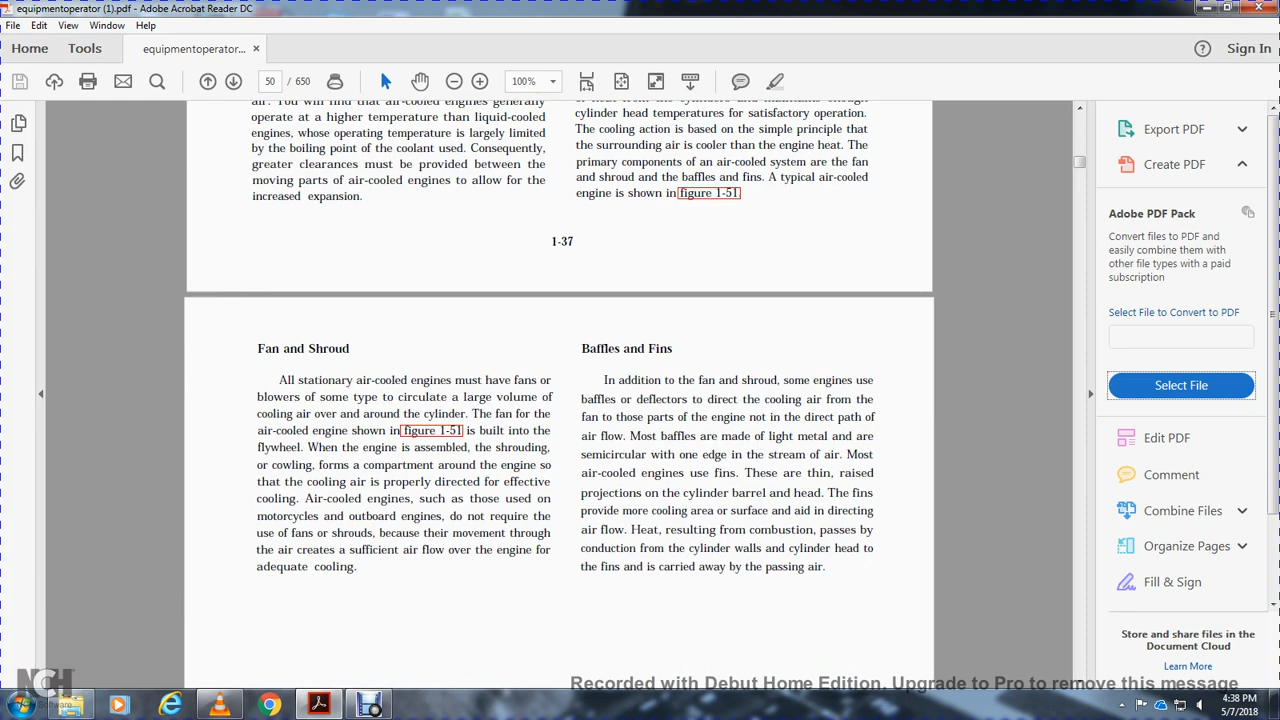 equipmentoperator (1).pdf - Adobe Acrobat Reader DC
File Edit View Window Help
Home Tools equipmentoperator... × Sign In
50 / 650 100%
air. You will find that air-cooled engines generally
operate at a higher temperature than liquid-cooled
engines, whose operating temperature is largely limited
by the boiling point of the coolant used. Consequently,
greater clearances must be provided between the
moving parts of air-cooled engines to allow for the
increased expansion.
cylinder head temperatures for satisfactory operation.
The cooling action is based on the simple principle that
the surrounding air is cooler than the engine heat. The
primary components of an air-cooled system are the fan
and shroud and the baffles and fins. A typical air-cooled
engine is shown in figure 1-51.
1-37
Fan and Shroud
All stationary air-cooled engines must have fans or
blowers of some type to circulate a large volume of
cooling air over and around the cylinder. The fan for the
air-cooled engine shown in figure 1-51 is built into the
flywheel. When the engine is assembled, the shrouding,
or cowling, forms a compartment around the engine so
that the cooling air is properly directed for effective
cooling. Air-cooled engines, such as those used on
motorcycles and outboard engines, do not require the
use of fans or shrouds, because their movement through
the air creates a sufficient air flow over the engine for
adequate cooling.
Baffles and Fins
In addition to the fan and shroud, some engines use
baffles or deflectors to direct the cooling air from the
fan to those parts of the engine not in the direct path of
air flow. Most baffles are made of light metal and are
semicircular with one edge in the stream of air. Most
air-cooled engines use fins. These are thin, raised
projections on the cylinder barrel and head. The fins
provide more cooling area or surface and aid in directing
air flow. Heat, resulting from combustion, passes by
conduction from the cylinder walls and cylinder head to
the fins and is carried away by the passing air.
Export PDF
Create PDF
Adobe PDF Pack
Convert files to PDF and
easily combine them with
other file types with a paid
subscription
Select File to Convert to PDF
Select File
Edit PDF
Comment
Combine Files
Organize Pages
Fill & Sign
Store and share files in the
Document Cloud
Learn More
NCH
Software
Recorded with Debut Home Edition. Upgrade to Pro to remove this message
4:38 PM
5/7/2018